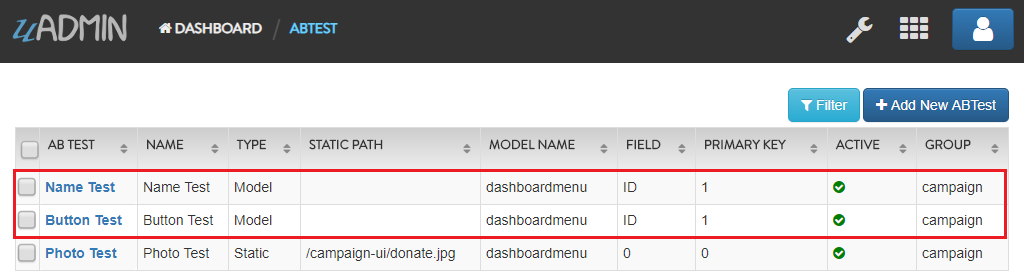 uADMIN DASHBOARD / ABTEST
Filter + Add New ABTest
AB TEST NAME TYPE STATIC PATH MODEL NAME FIELD PRIMARY KEY ACTIVE GROUP
Name Test Name Test Model dashboardmenu ID 1 campaign
Button Test Button Test Model dashboardmenu ID 1 campaign
Photo Test Photo Test Static /campaign-ui/donate.jpg dashboardmenu 0 0 campaign